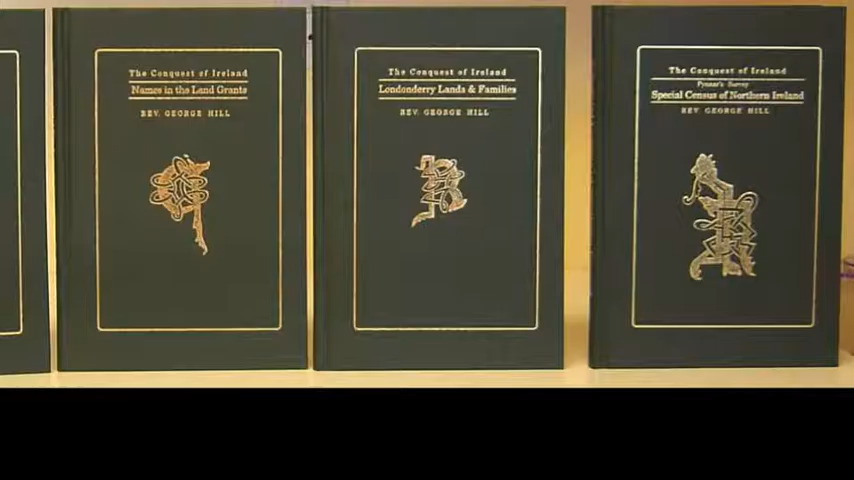 The Conquest of Ireland
Names in the Land Grants
REV. GEORGE HILL
The Conquest of Ireland
Londonderry Lands & Families
REV. GEORGE HILL
The Conquest of Ireland
Pynnar's Survey
Special Census of Northern Ireland
REV. GEORGE HILL